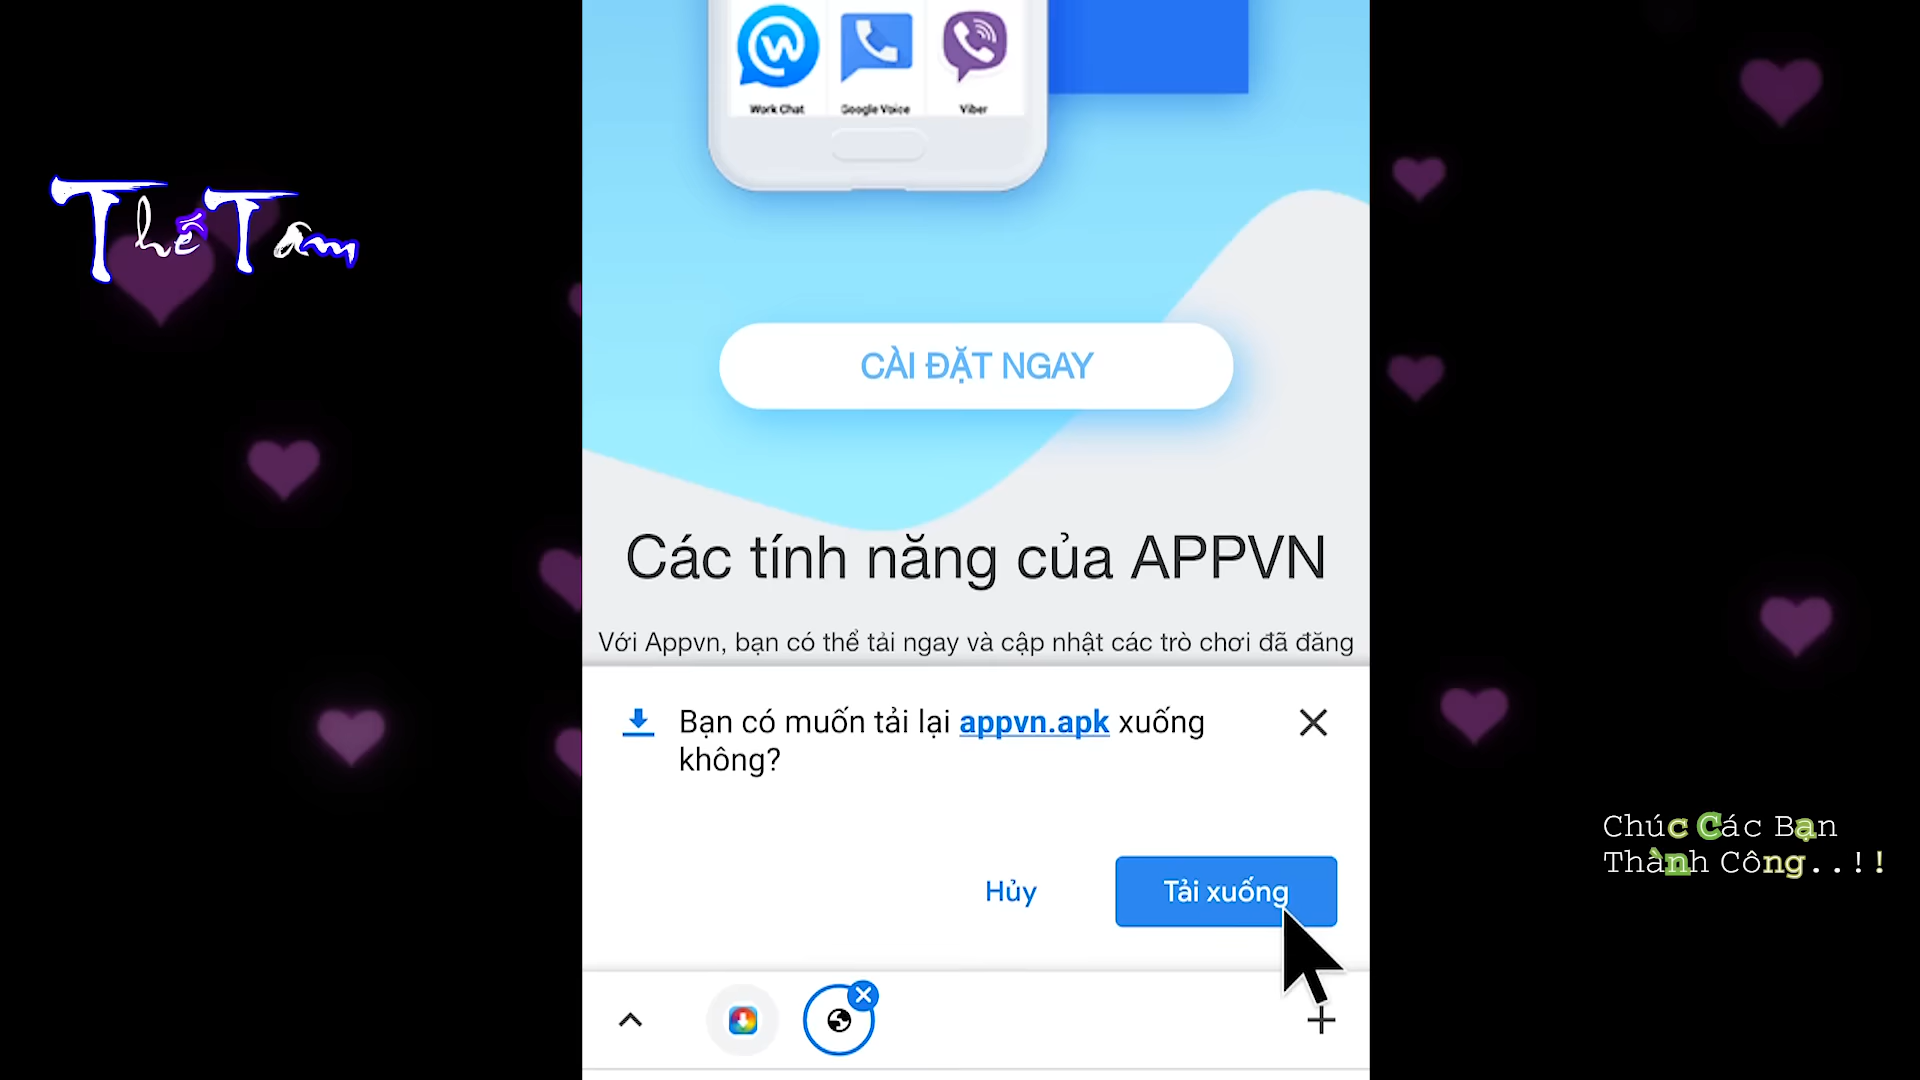 Work Chat
Google Voice
Viber
Thế Tâm
CÀI ĐẶT NGAY
Các tính năng của APPVN
Với Appvn, bạn có thể tải ngay và cập nhật các trò chơi đã đăng
Bạn có muốn tải lại appvn.apk xuống
không?
Hủy
Tải xuống
Chúc Các Bạn
Thành Công..!!